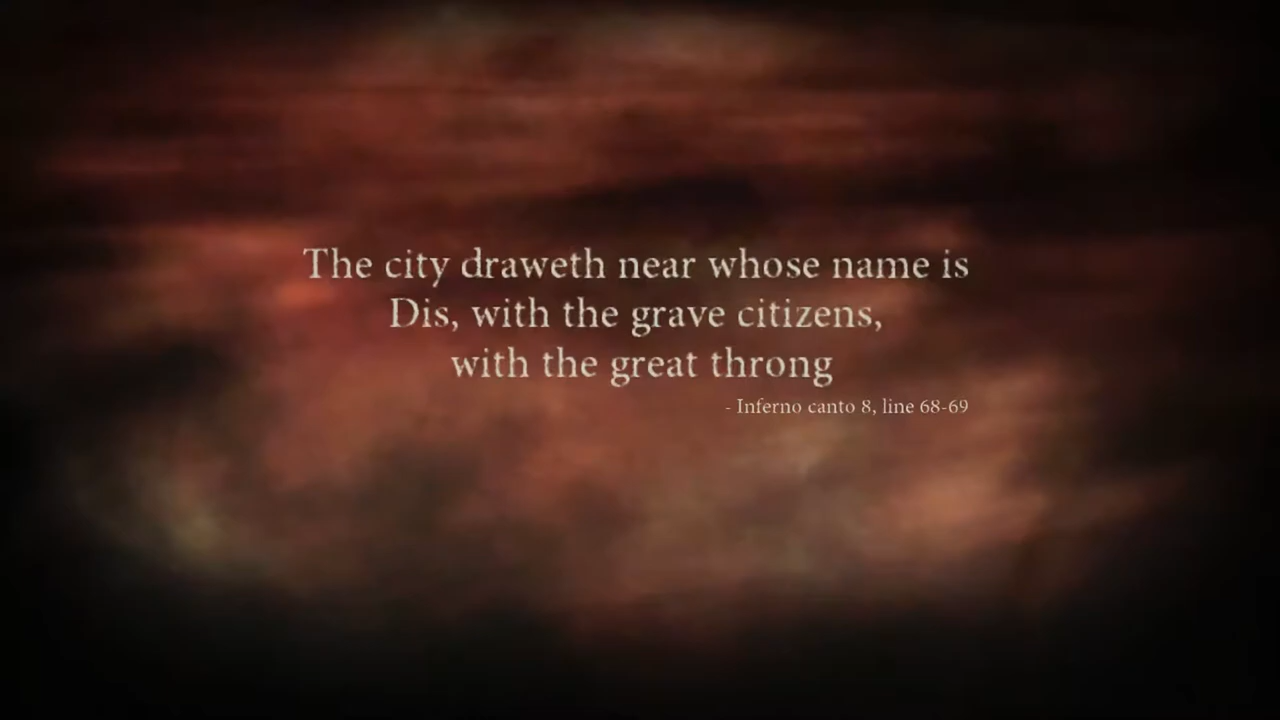 The city draweth near whose name is
Dis, with the grave citizens,
with the great throng
- Inferno canto 8, line 68-69